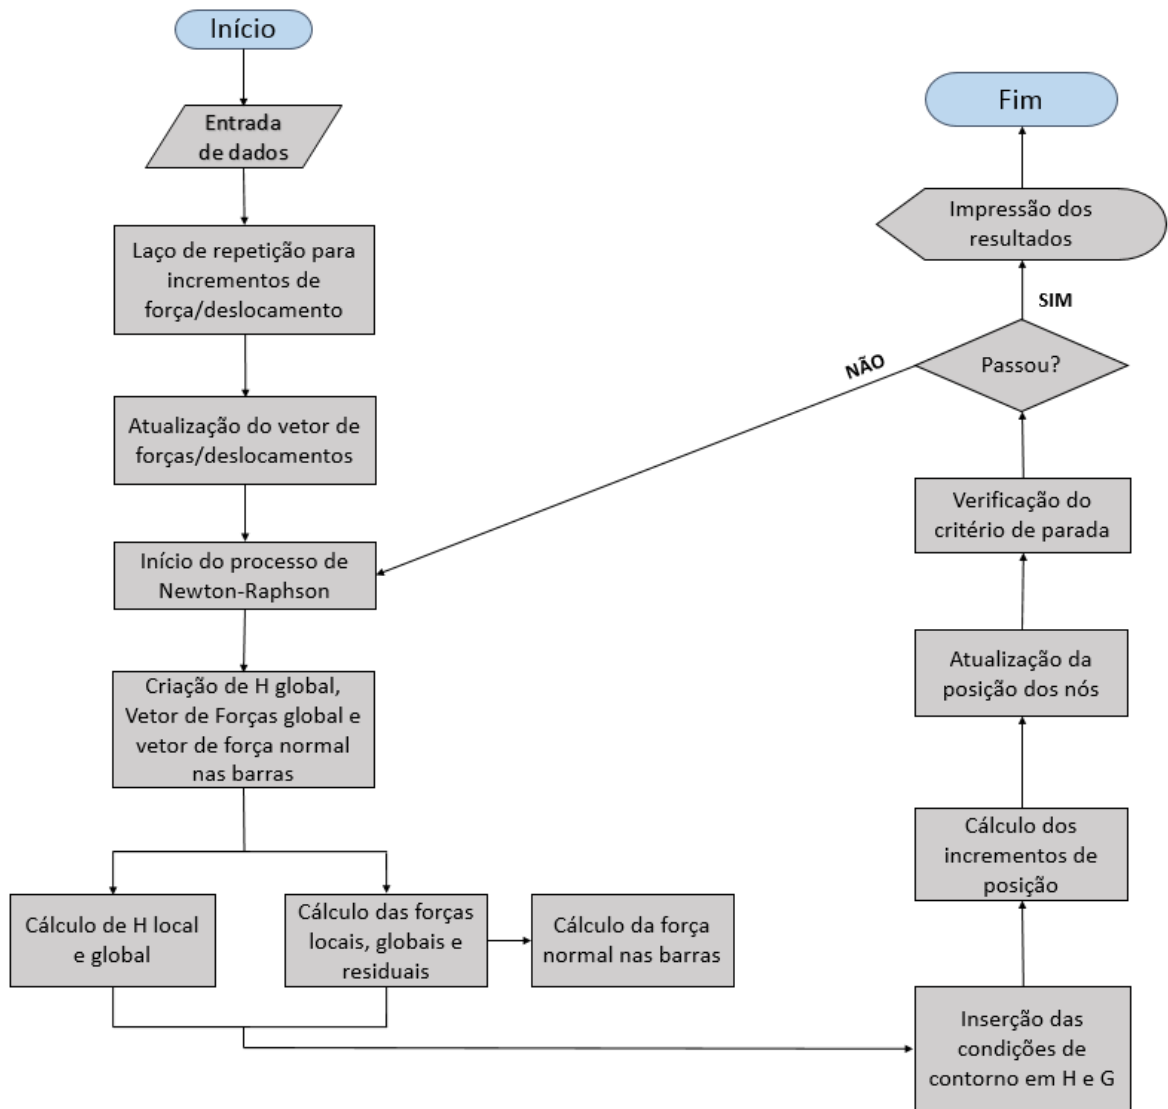 Início
Entrada
de dados
Laço de repetição para
incrementos de
força/deslocamento
Atualização do vetor de
forças/deslocamentos
Início do processo de
Newton-Raphson
Criação de H global,
Vetor de Forças global e
vetor de força normal
nas barras
Cálculo de H local
e global
Cálculo das forças
locais, globais e
residuais
Cálculo da força
normal nas barras
Inserção das
condições de
contorno em H e G
Cálculo dos
incrementos de
posição
Atualização da
posição dos nós
Verificação do
critério de parada
Passou?
NÃO
SIM
Impressão dos
resultados
Fim